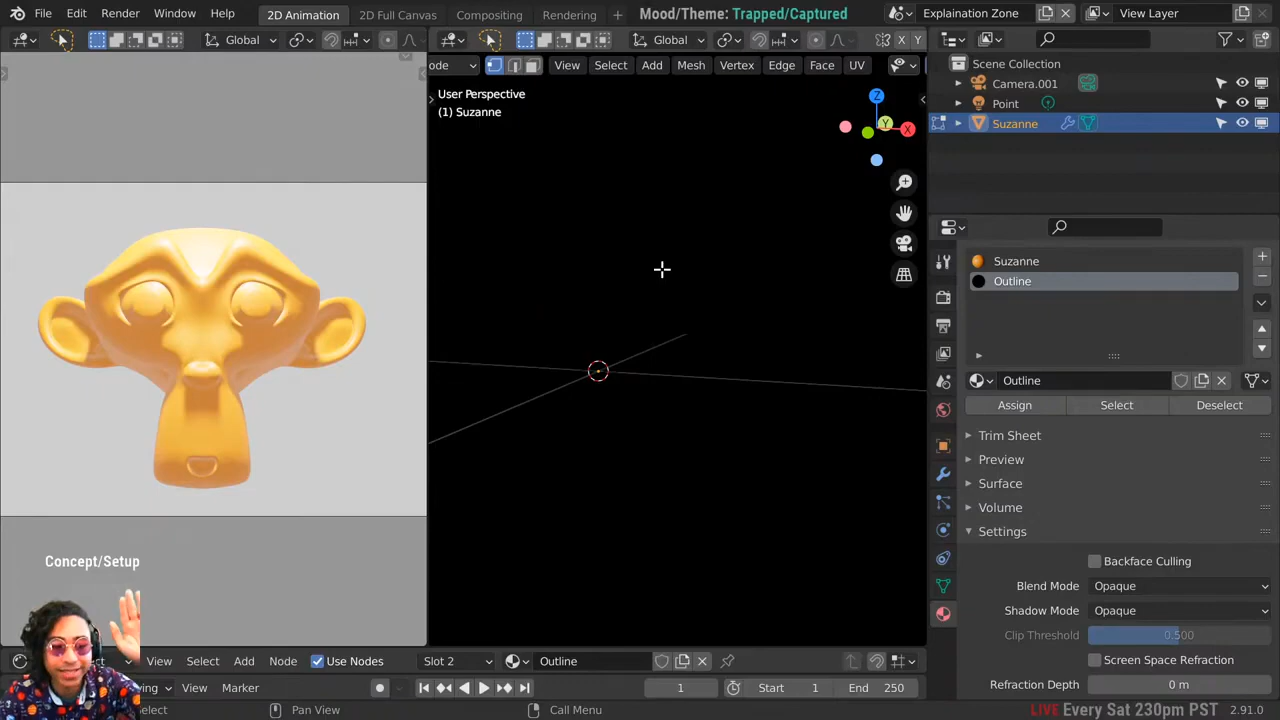 File Edit Render Window Help 2D Animation 2D Full Canvas Compositing Rendering + Mood/Theme: Trapped/Captured Explaination Zone View Layer
Global Global X Y
ode View Select Add Mesh Vertex Edge Face UV
User Perspective
(1) Suzanne
Z
Y
X
Scene Collection
Camera.001
Point
Suzanne
Suzanne
Outline
Outline
Assign Select Deselect
Trim Sheet
Preview
Surface
Volume
Settings
Backface Culling
Blend Mode Opaque
Shadow Mode Opaque
Clip Threshold 0.500
Screen Space Refraction
Refraction Depth 0 m
Concept/Setup
View Select Add Node Use Nodes Slot 2 Outline
View Marker 1 Start 1 End 250
Pan View Call Menu LIVE Every Sat 230pm PST 2.91.0